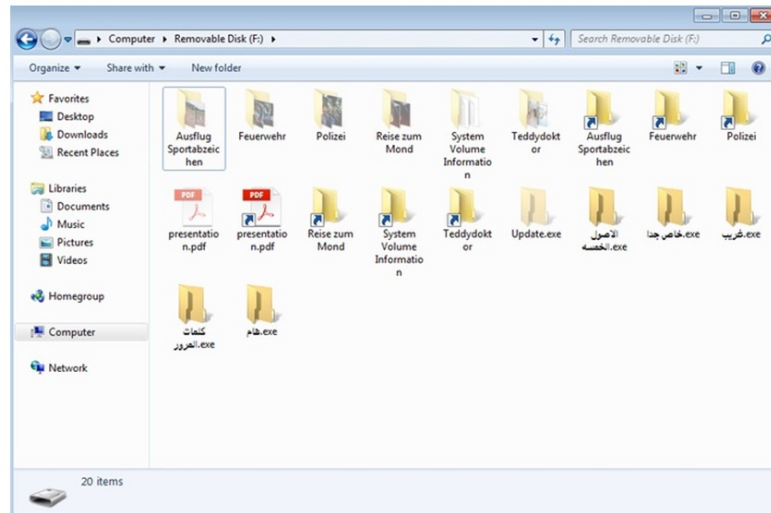 Computer ▸ Removable Disk (F:) ▸
Search Removable Disk (F:)
Organize
Share with
New folder
Favorites
Desktop
Downloads
Recent Places
Libraries
Documents
Music
Pictures
Videos
Homegroup
Computer
Network
Ausflug
Sportabzeic
hen
Feuerwehr
Polizei
Reise zum
Mond
System
Volume
Informatio
n
Teddydokt
or
Ausflug
Sportabzeic
hen
Feuerwehr
Polizei
PDF
presentatio
n.pdf
PDF
presentatio
n.pdf
Reise zum
Mond
System
Volume
Informatio
n
Teddydokt
or
Update.exe
الاصول
الخمسه.exe
خاص جدا.exe
غريب.exe
كلمات
المرور.exe
هام.exe
20 items